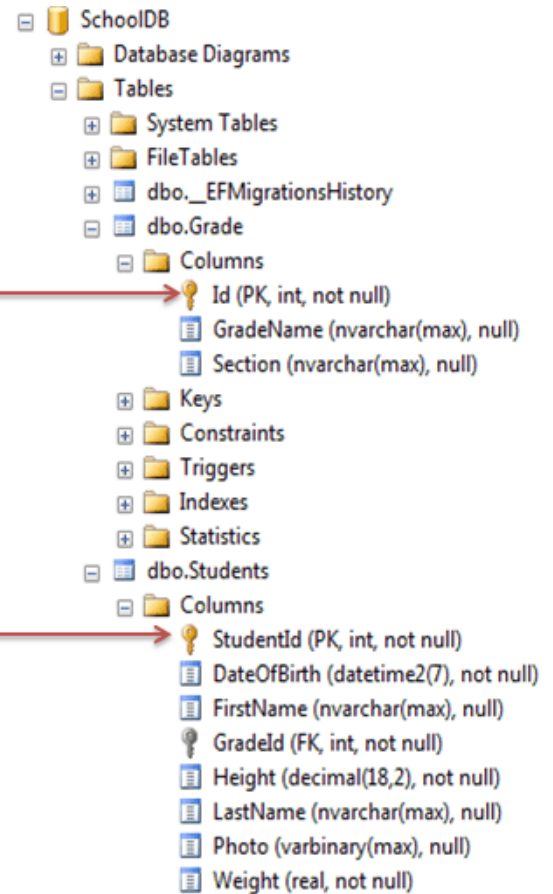 SchoolDB
Database Diagrams
Tables
System Tables
FileTables
dbo.__EFMigrationsHistory
dbo.Grade
Columns
Id (PK, int, not null)
GradeName (nvarchar(max), null)
Section (nvarchar(max), null)
Keys
Constraints
Triggers
Indexes
Statistics
dbo.Students
Columns
StudentId (PK, int, not null)
DateOfBirth (datetime2(7), not null)
FirstName (nvarchar(max), null)
GradeId (FK, int, not null)
Height (decimal(18,2), not null)
LastName (nvarchar(max), null)
Photo (varbinary(max), null)
Weight (real, not null)